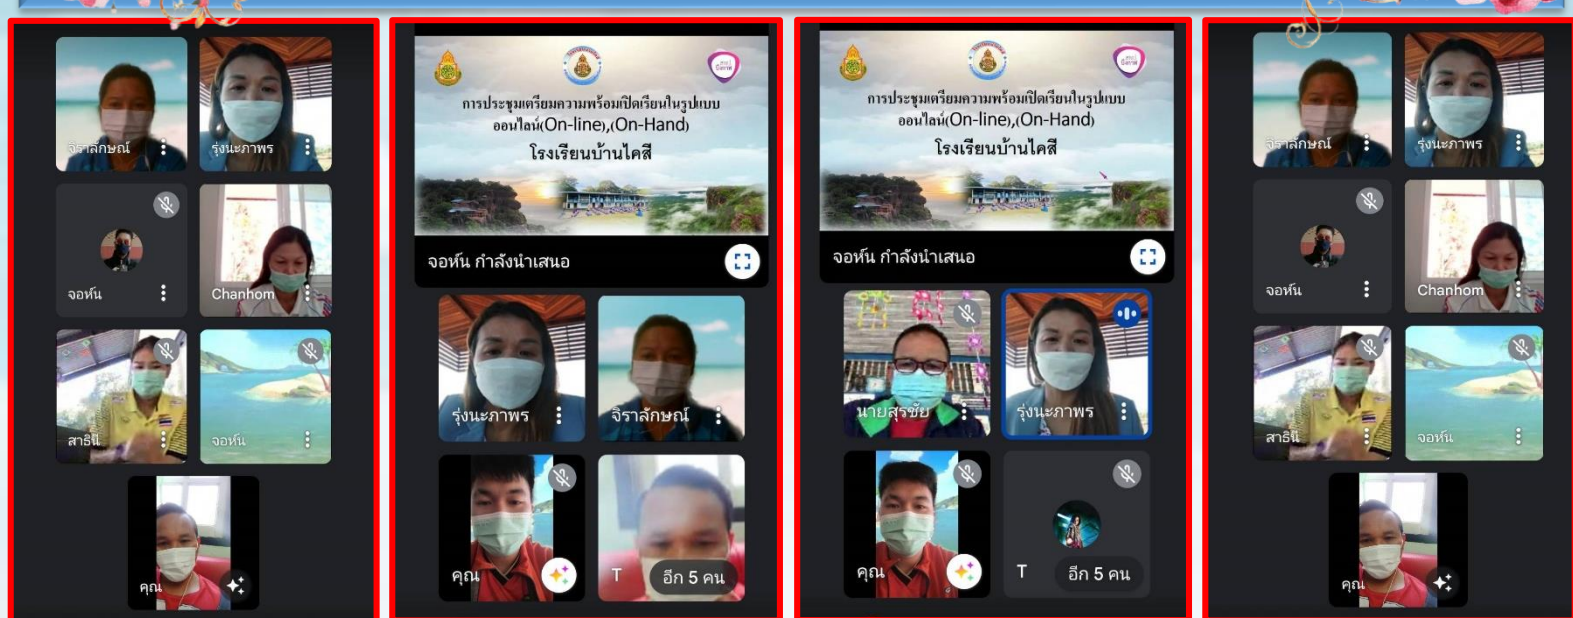 จิราลักษณ์
รุ่งนะภาพร
จอห์น
Chanhom
สาธินี
จอห์น
คุณ
การประชุมเตรียมความพร้อมเปิดเรียนในรูปแบบ
ออนไลน์(On-line),(On-Hand)
โรงเรียนบ้านไคสี
จอห์น กำลังนำเสนอ
รุ่งนะภาพร
จิราลักษณ์
คุณ
T
อีก 5 คน
การประชุมเตรียมความพร้อมเปิดเรียนในรูปแบบ
ออนไลน์(On-line),(On-Hand)
โรงเรียนบ้านไคสี
จอห์น กำลังนำเสนอ
นายสุรชัย
รุ่งนะภาพร
คุณ
T
อีก 5 คน
จิราลักษณ์
รุ่งนะภาพร
จอห์น
Chanhom
สาธินี
จอห์น
คุณ